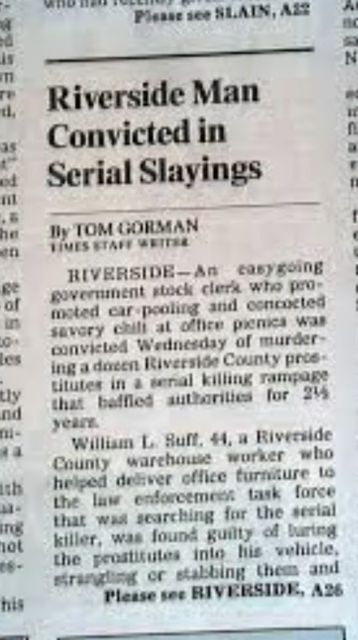 Please see SLAIN, A22
Riverside Man
Convicted in
Serial Slayings
By TOM GORMAN
TIMES STAFF WRITER
RIVERSIDE—An easygoing
government stock clerk who pro-
moted car-pooling and concocted
savory chili at office picnics was
convicted Wednesday of murder-
ing a dozen Riverside County pros-
titutes in a serial killing rampage
that baffled authorities for 2½
years.
William L. Suff, 44, a Riverside
County warehouse worker who
helped deliver office furniture to
the law enforcement task force
that was searching for the serial
killer, was found guilty of luring
the prostitutes into his vehicle,
strangling or stabbing them and
Please see RIVERSIDE, A26
his